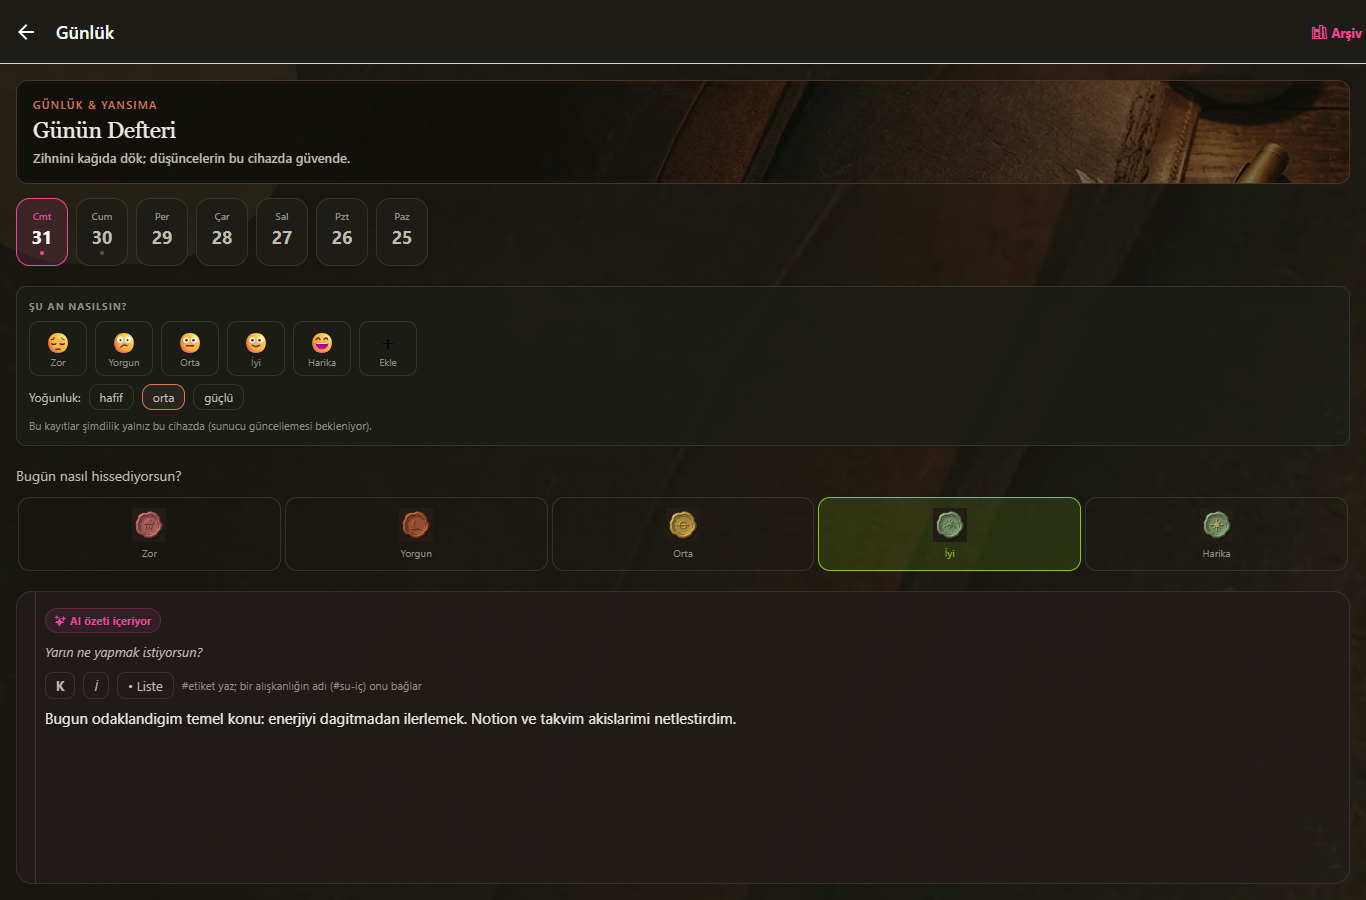 Günlük
Arşiv
GÜNLÜK & YANSIMA
Günün Defteri
Zihnini kağıda dök; düşüncelerin bu cihazda güvende.
Cmt Cum Per Çar Sal Pzt Paz
31 30 29 28 27 26 25
ŞU AN NASILSIN?
Zor Yorgun Orta İyi Harika Ekle
Yoğunluk: hafif orta güçlü
Bu kayıtlar şimdilik yalnız bu cihazda (sunucu güncellemesi bekleniyor).
Bugün nasıl hissediyorsun?
Zor Yorgun Orta İyi Harika
AI özeti içeriyor
Yarın ne yapmak istiyorsun?
K İ • Liste #etiket yaz; bir alışkanlığın adı (#su-iç) onu bağlar
Bugun odaklandigim temel konu: enerjiyi dagitmadan ilerlemek. Notion ve takvim akislarimi netlestirdim.